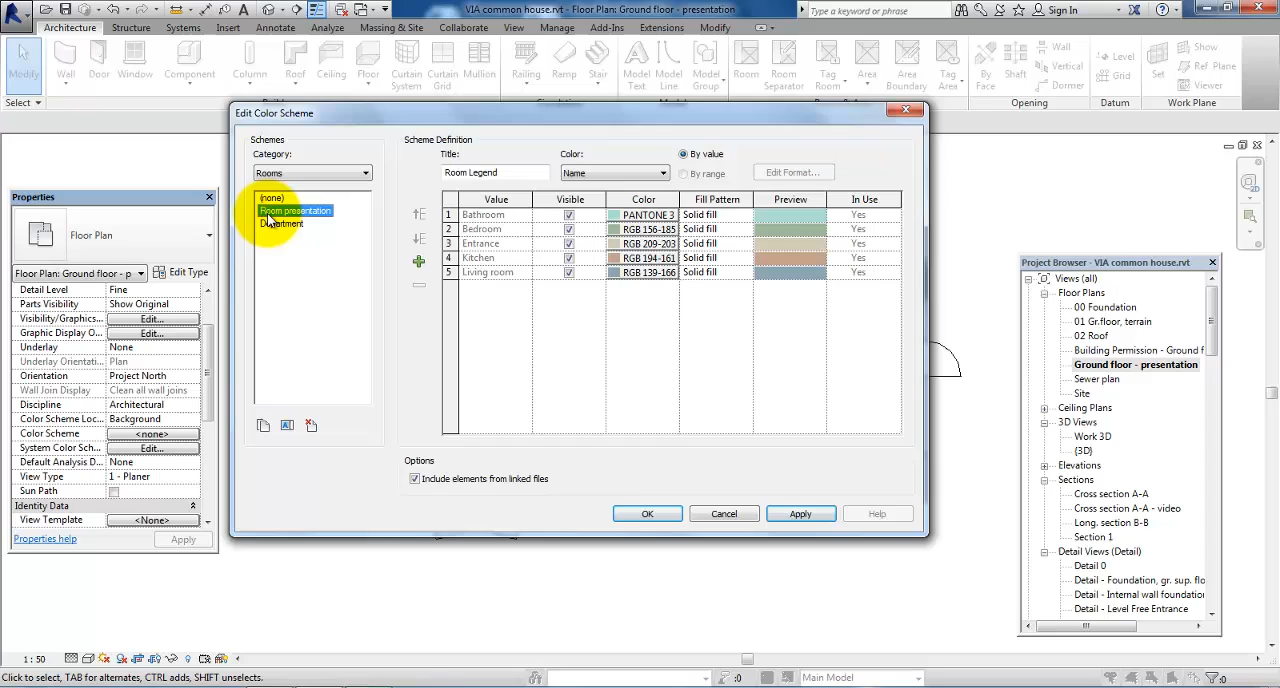 VIA common house.rvt - Floor Plan: Ground floor - presentation
Type a keyword or phrase
Sign In
Architecture Structure Systems Insert Annotate Analyze Massing & Site Collaborate View Manage Add-Ins Extensions Modify
Modify
Wall
Door
Window
Component
Column
Roof
Ceiling
Floor
Curtain System
Curtain Grid
Mullion
Railing
Ramp
Stair
Model Text
Model Line
Model Group
Room
Room Separator
Tag Room
Area
Area Boundary
Tag Area
By Face
Shaft
Wall
Vertical
Dormer
Level
Grid
Set
Show
Ref Plane
Viewer
Select
Opening
Datum
Work Plane
Edit Color Scheme
Schemes
Category:
Rooms
(none)
Room presentation
Department
Scheme Definition
Title:
Room Legend
Color:
Name
By value
By range
Edit Format...
Value Visible Color Fill Pattern Preview In Use
1 Bathroom PANTONE 3 Solid fill Yes
2 Bedroom RGB 156-185 Solid fill Yes
3 Entrance RGB 209-203 Solid fill Yes
4 Kitchen RGB 194-161 Solid fill Yes
5 Living room RGB 139-166 Solid fill Yes
Options
Include elements from linked files
OK Cancel Apply Help
Properties
Floor Plan
Floor Plan: Ground floor - p
Edit Type
Detail Level Fine
Parts Visibility Show Original
Visibility/Graphics... Edit...
Graphic Display O... Edit...
Underlay None
Underlay Orientati... Plan
Orientation Project North
Wall Join Display Clean all wall joins
Discipline Architectural
Color Scheme Loc... Background
Color Scheme <none>
System Color Sch... Edit...
Default Analysis D... None
View Type 1 - Planer
Sun Path
Identity Data
View Template <None>
Properties help
Apply
Project Browser - VIA common house.rvt
Views (all)
Floor Plans
00 Foundation
01 Gr.floor, terrain
02 Roof
Building Permission - Ground f
Ground floor - presentation
Sewer plan
Site
Ceiling Plans
3D Views
Work 3D
{3D}
Elevations
Sections
Cross section A-A
Cross section A-A - video
Long. section B-B
Section 1
Detail Views (Detail)
Detail 0
Detail - Foundation, gr. sup. flo
Detail - Internal wall foundation
Detail - Level Free Entrance
1 : 50
Click to select, TAB for alternates, CTRL adds, SHIFT unselects.
:0
Main Model
:0